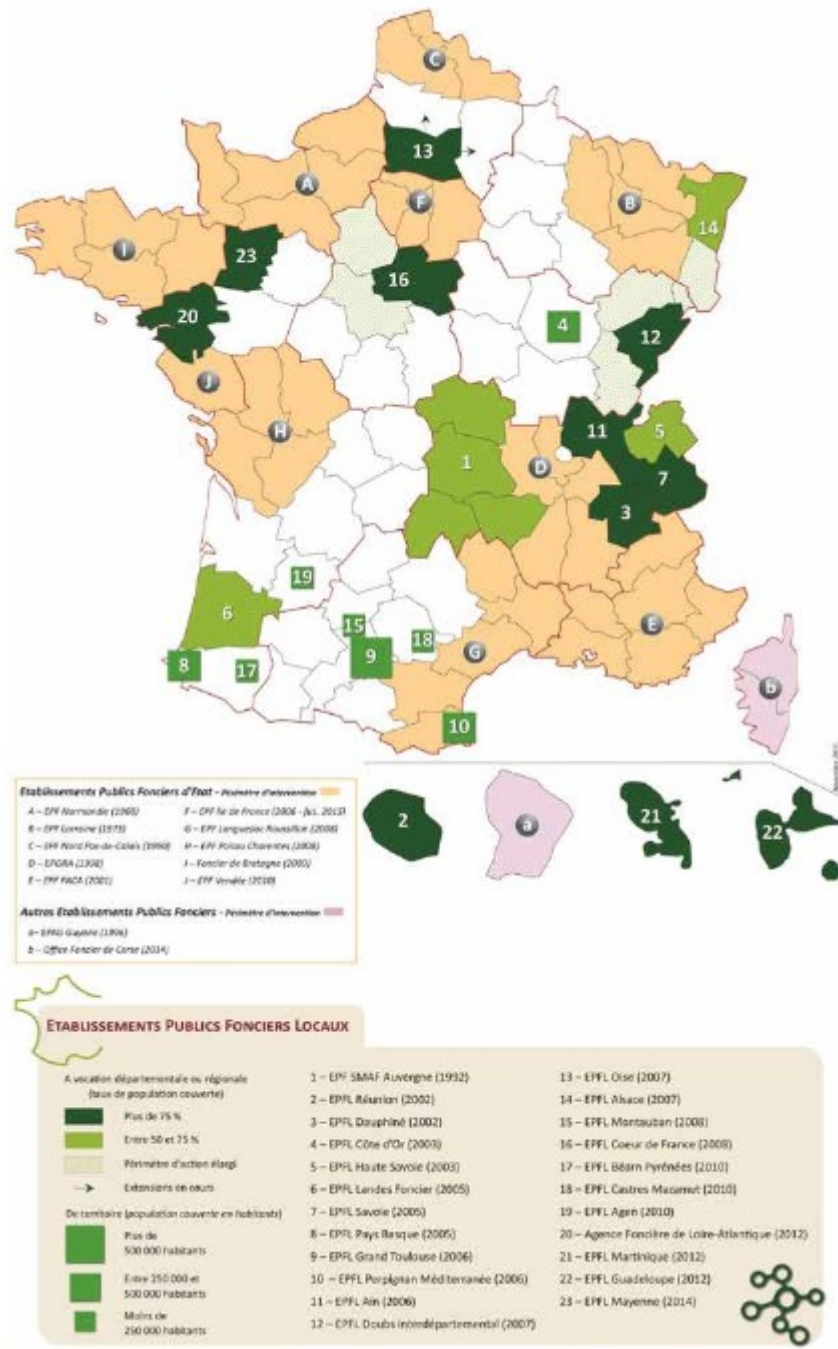 C
13
A
F
B
14
I
23
16
20
4
12
J
H
11
5
1
D
7
3
19
6
15
18
E
8
17
9
G
b
10
2
a
21
22
Etablissements Publics Fonciers d'Etat - Périmètre d'intervention
A – EPF Normandie (1968)
B – EPF Lorraine (1973)
C – EPF Nord Pas-de-Calais (1990)
D – EPORA (1998)
E – EPF PACA (2001)
F – EPF Ile de France (2006 - fus. 2015)
G – EPF Languedoc Roussillon (2008)
H – EPF Poitou Charentes (2008)
I – Foncier de Bretagne (2009)
J – EPF Vendée (2010)
Autres Etablissements Publics Fonciers - Périmètre d'intervention
a– EPAG Guyane (1996)
b – Office Foncier de Corse (2014)
ETABLISSEMENTS PUBLICS FONCIERS LOCAUX
A vocation départementale ou régionale
(taux de population couverte)
Plus de 75 %
Entre 50 et 75 %
Périmètre d'action élargi
Extensions en cours
De territoire (population couverte en habitants)
Plus de
500 000 habitants
Entre 250 000 et
500 000 habitants
Moins de
250 000 habitants
1 – EPF SMAF Auvergne (1992)
2 – EPFL Réunion (2002)
3 – EPFL Dauphiné (2002)
4 – EPFL Côte d'Or (2003)
5 – EPFL Haute Savoie (2003)
6 – EPFL Landes Foncier (2005)
7 – EPFL Savoie (2005)
8 – EPFL Pays Basque (2005)
9 – EPFL Grand Toulouse (2006)
10 – EPFL Perpignan Méditerranée (2006)
11 – EPFL Ain (2006)
12 – EPFL Doubs Interdépartemental (2007)
13 – EPFL Oise (2007)
14 – EPFL Alsace (2007)
15 – EPFL Montauban (2008)
16 – EPFL Coeur de France (2008)
17 – EPFL Béarn Pyrénées (2010)
18 – EPFL Castres Mazamet (2010)
19 – EPFL Agen (2010)
20 – Agence Foncière de Loire-Atlantique (2012)
21 – EPFL Martinique (2012)
22 – EPFL Guadeloupe (2012)
23 – EPFL Mayenne (2014)